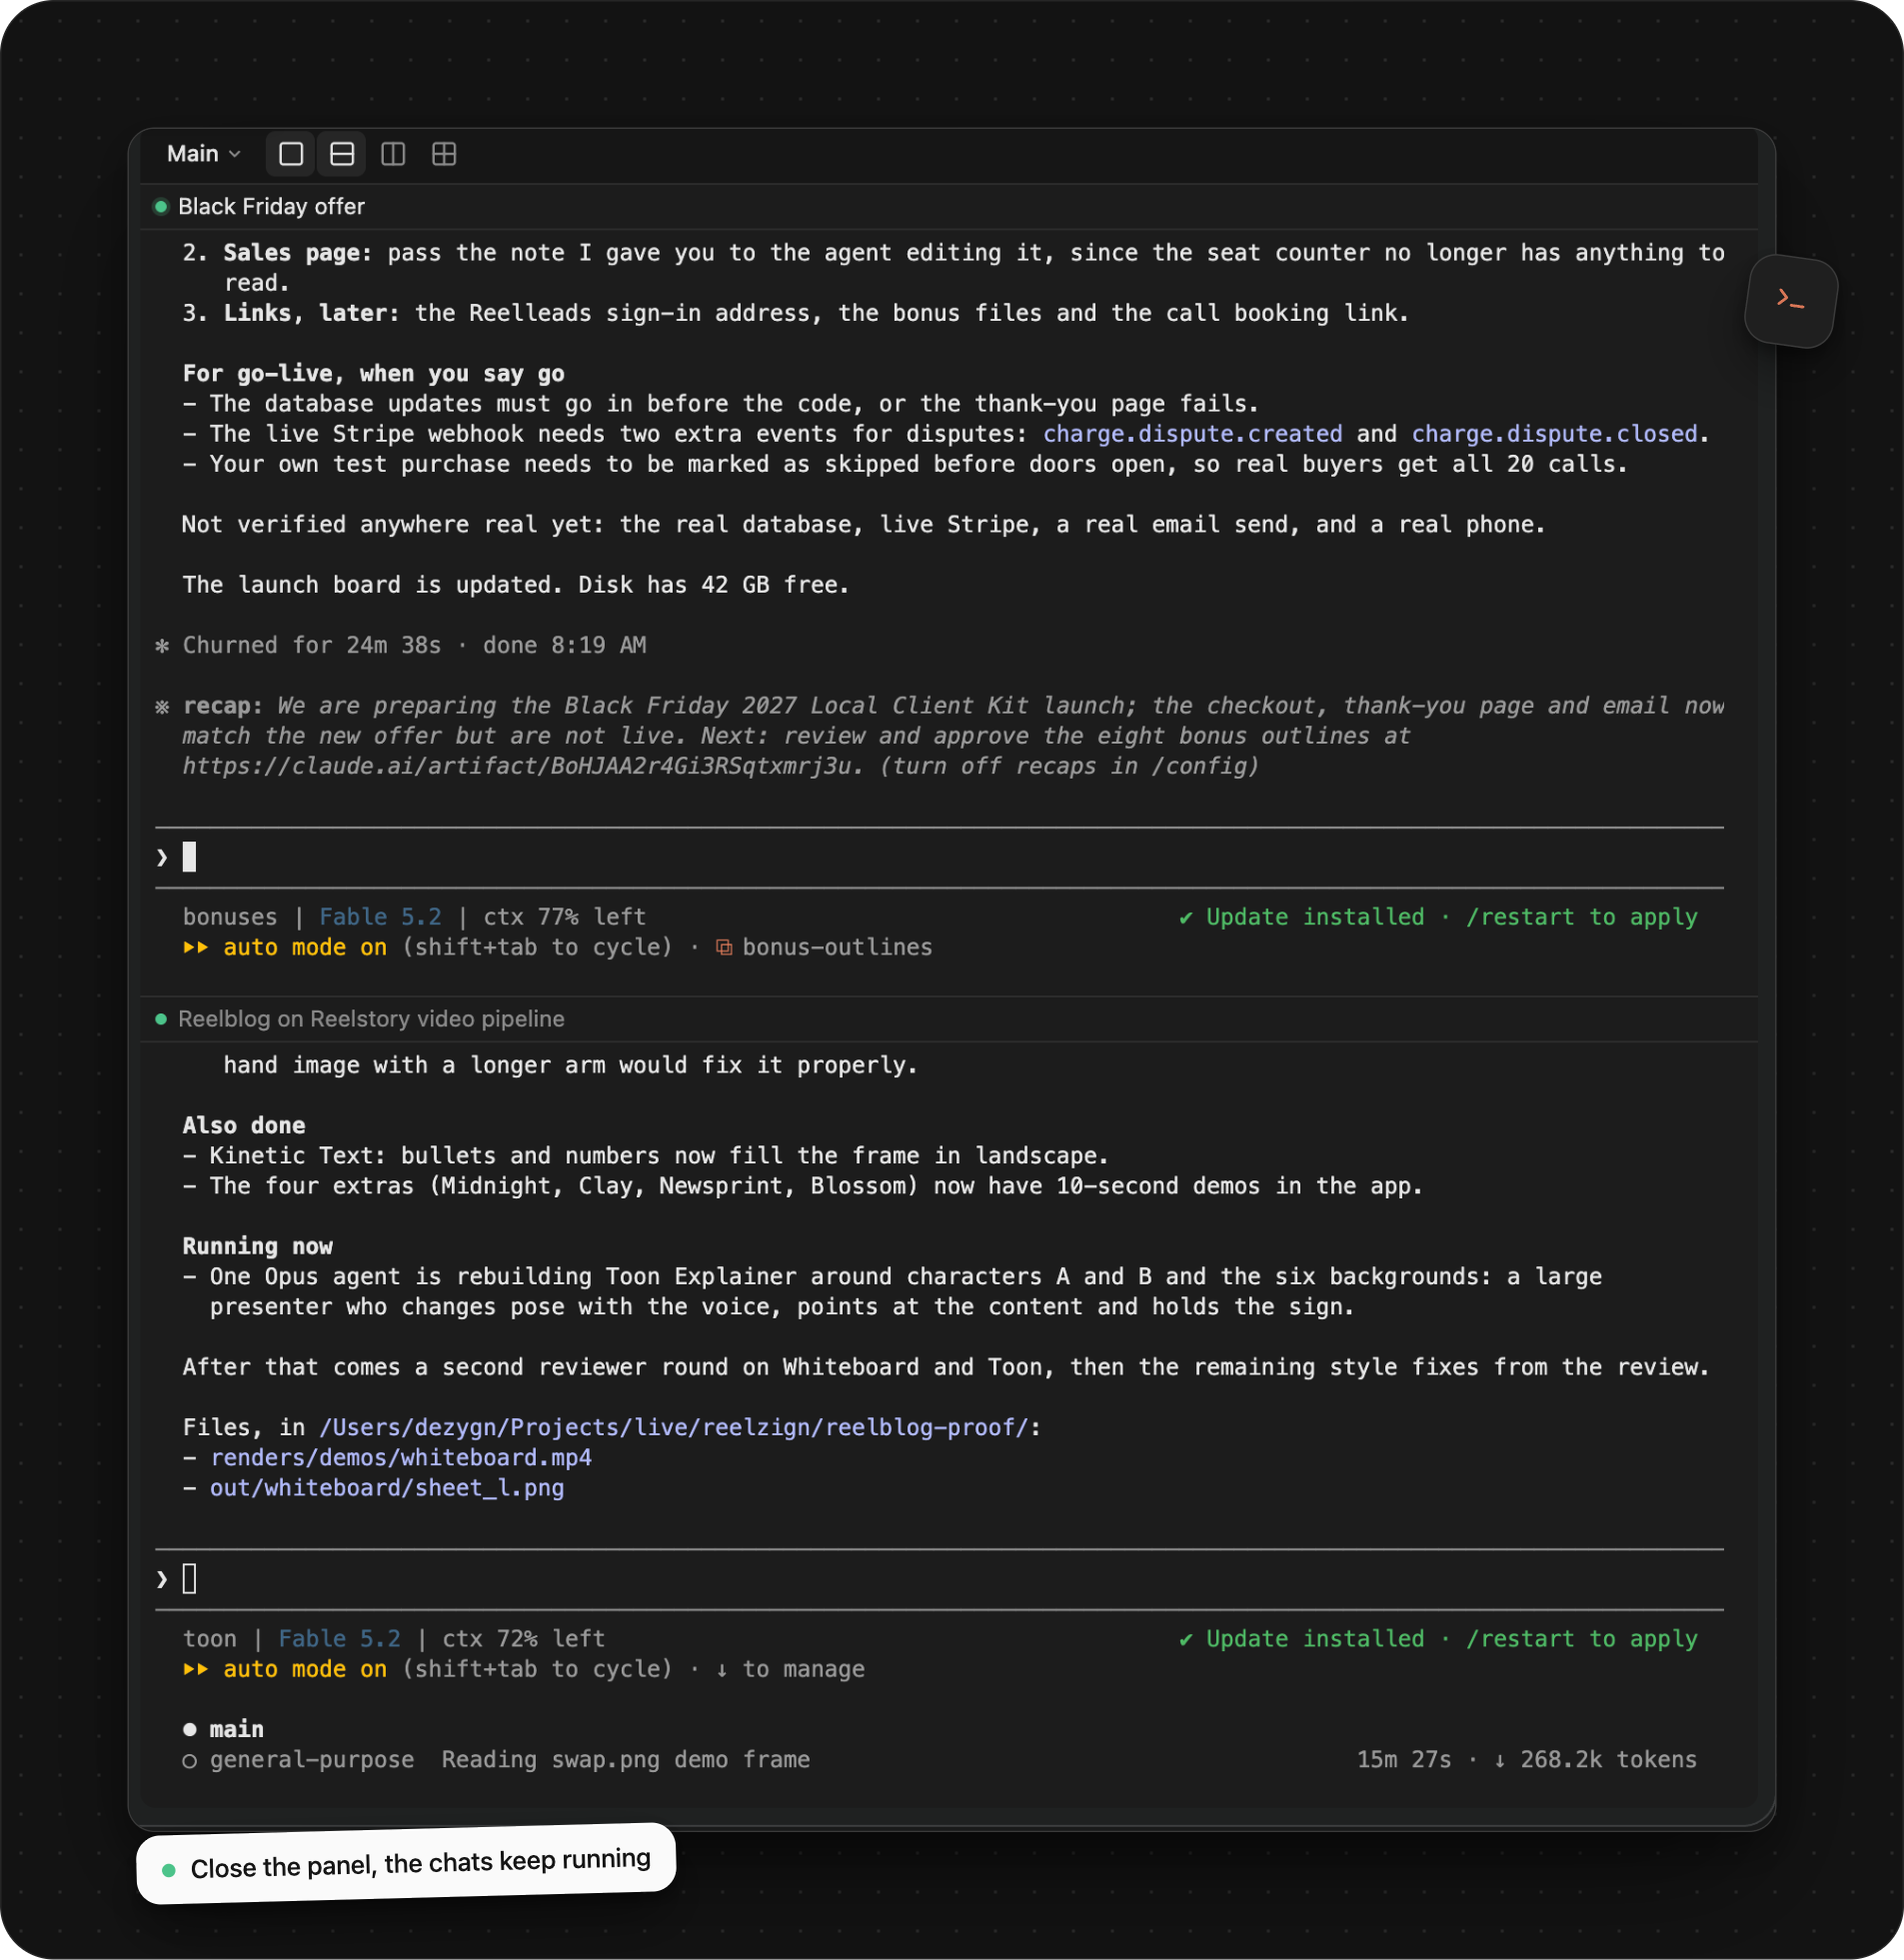 Main
Black Friday offer
2. Sales page: pass the note I gave you to the agent editing it, since the seat counter no longer has anything to
read.
3. Links, later: the Reelleads sign-in address, the bonus files and the call booking link.
For go-live, when you say go
- The database updates must go in before the code, or the thank-you page fails.
- The live Stripe webhook needs two extra events for disputes: charge.dispute.created and charge.dispute.closed.
- Your own test purchase needs to be marked as skipped before doors open, so real buyers get all 20 calls.
Not verified anywhere real yet: the real database, live Stripe, a real email send, and a real phone.
The launch board is updated. Disk has 42 GB free.
✻ Churned for 24m 38s · done 8:19 AM
※ recap: We are preparing the Black Friday 2027 Local Client Kit launch; the checkout, thank-you page and email now
match the new offer but are not live. Next: review and approve the eight bonus outlines at
https://claude.ai/artifact/BoHJAA2r4Gi3RSqtxmrj3u. (turn off recaps in /config)
❯
bonuses | Fable 5.2 | ctx 77% left ✔ Update installed · /restart to apply
⏵⏵ auto mode on (shift+tab to cycle) · ⧉ bonus-outlines
Reelblog on Reelstory video pipeline
hand image with a longer arm would fix it properly.
Also done
- Kinetic Text: bullets and numbers now fill the frame in landscape.
- The four extras (Midnight, Clay, Newsprint, Blossom) now have 10-second demos in the app.
Running now
- One Opus agent is rebuilding Toon Explainer around characters A and B and the six backgrounds: a large
presenter who changes pose with the voice, points at the content and holds the sign.
After that comes a second reviewer round on Whiteboard and Toon, then the remaining style fixes from the review.
Files, in /Users/dezygn/Projects/live/reelzign/reelblog-proof/:
- renders/demos/whiteboard.mp4
- out/whiteboard/sheet_l.png
❯
toon | Fable 5.2 | ctx 72% left ✔ Update installed · /restart to apply
⏵⏵ auto mode on (shift+tab to cycle) · ↓ to manage
● main
○ general-purpose Reading swap.png demo frame 15m 27s · ↓ 268.2k tokens
Close the panel, the chats keep running